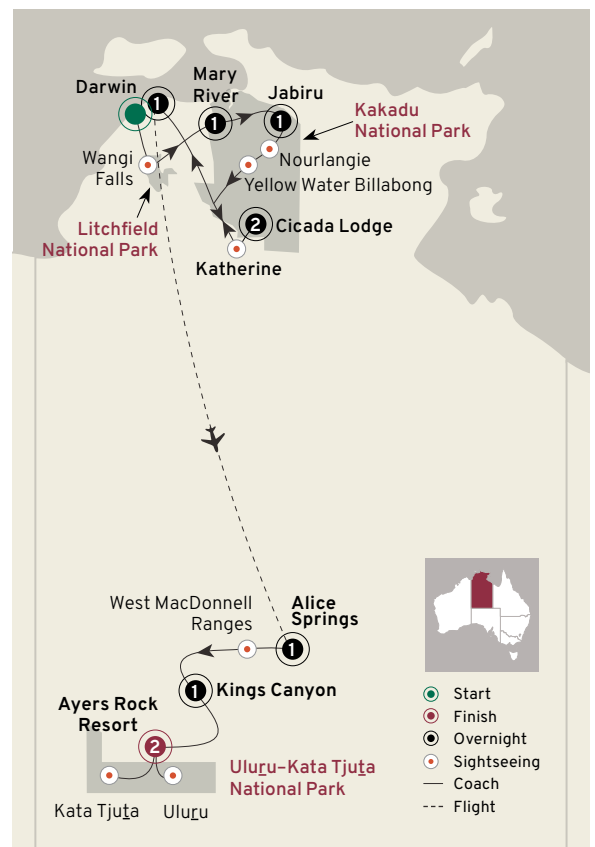 Darwin
1
Mary
River
1
Jabiru
1
Kakadu
National Park
Wangi
Falls
Nourlangie
Yellow Water Billabong
Litchfield
National Park
2
Cicada Lodge
Katherine
West MacDonnell
Ranges
Alice
Springs
1
1
Kings Canyon
Ayers Rock
Resort
2
Uluṟu–Kata Tjuṯa
National Park
Kata Tjuṯa
Uluṟu
Start
Finish
Overnight
Sightseeing
Coach
Flight